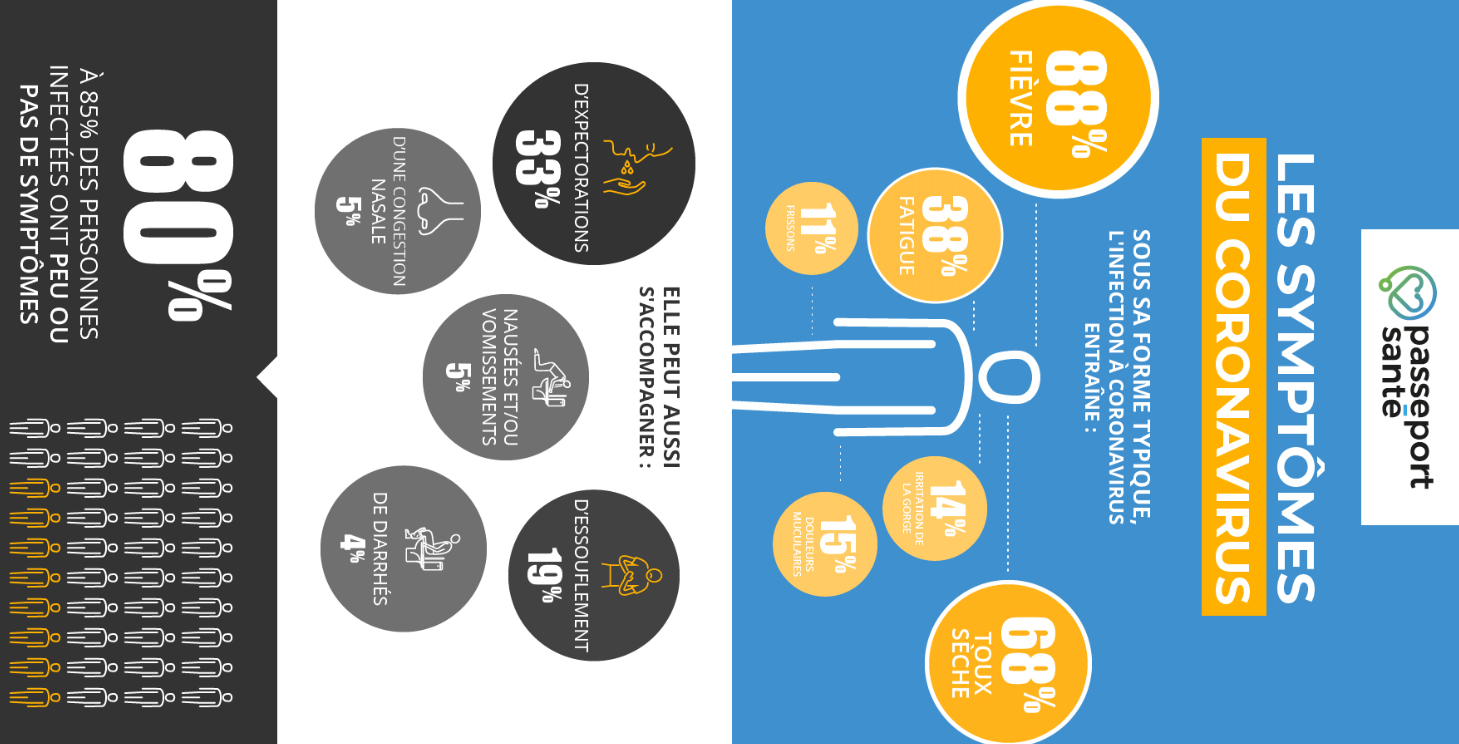 passeport
santé
LES SYMPTÔMES
DU CORONAVIRUS
SOUS SA FORME TYPIQUE,
L'INFECTION À CORONAVIRUS
ENTRAÎNE :
88%
FIÈVRE
38%
FATIGUE
11%
FRISSONS
14%
IRRITATION DE
LA GORGE
15%
DOULEURS
MUCULAIRES
68%
TOUX
SÈCHE
ELLE PEUT AUSSI
S'ACCOMPAGNER :
D'EXPECTORATIONS
33%
D'UNE CONGESTION
NASALE
5%
NAUSÉES ET/OU
VOMISSEMENTS
5%
D'ESSOUFLEMENT
19%
DE DIARRHÉS
4%
80%
À 85% DES PERSONNES
INFECTÉES ONT PEU OU
PAS DE SYMPTÔMES